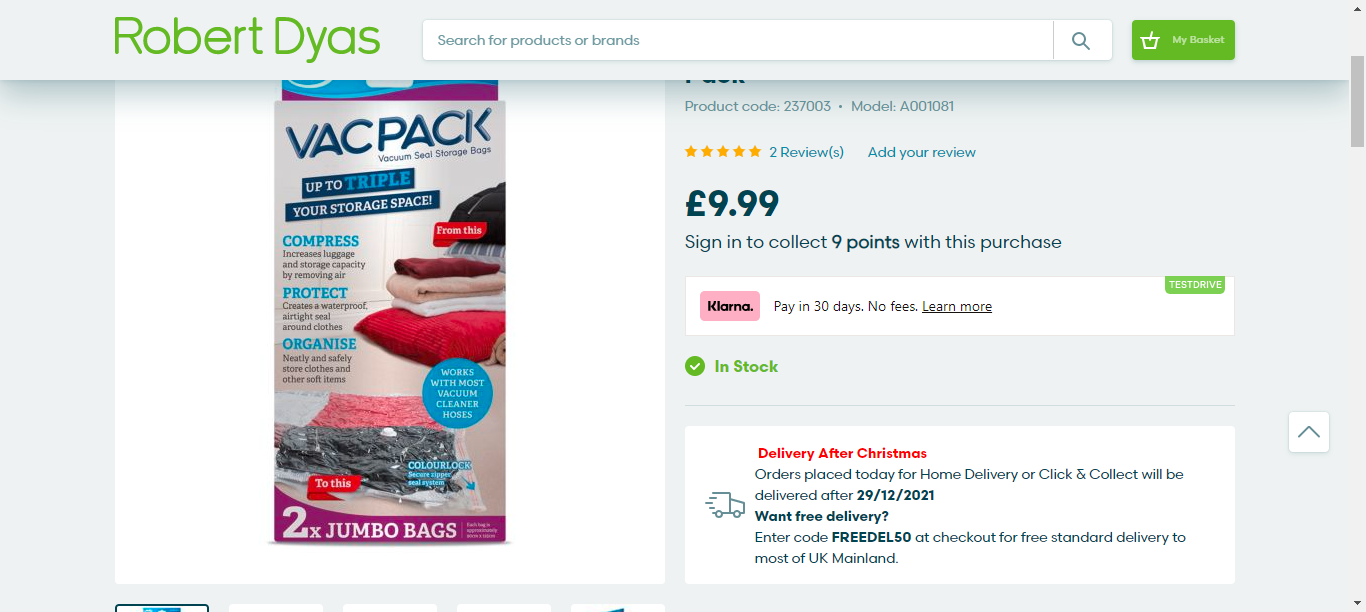 Robert Dyas
Search for products or brands
My Basket
Product code: 237003 • Model: A001081
2 Review(s) Add your review
£9.99
Sign in to collect 9 points with this purchase
TESTDRIVE
Klarna. Pay in 30 days. No fees. Learn more
In Stock
Delivery After Christmas
Orders placed today for Home Delivery or Click & Collect will be
delivered after 29/12/2021
Want free delivery?
Enter code FREEDEL50 at checkout for free standard delivery to
most of UK Mainland.
VACPACK
Vacuum Seal Storage Bags
UP TO TRIPLE
YOUR STORAGE SPACE!
From this
COMPRESS
Increases luggage
and storage capacity
by removing air
PROTECT
Creates a waterproof,
airtight seal
around clothes
ORGANISE
Neatly and safely
store clothes and
other soft items
WORKS
WITH MOST
VACUUM
CLEANER
HOSES
COLOURLOCK
Secure zipper
seal system
To this
2x JUMBO BAGS
Each bag is
approximately